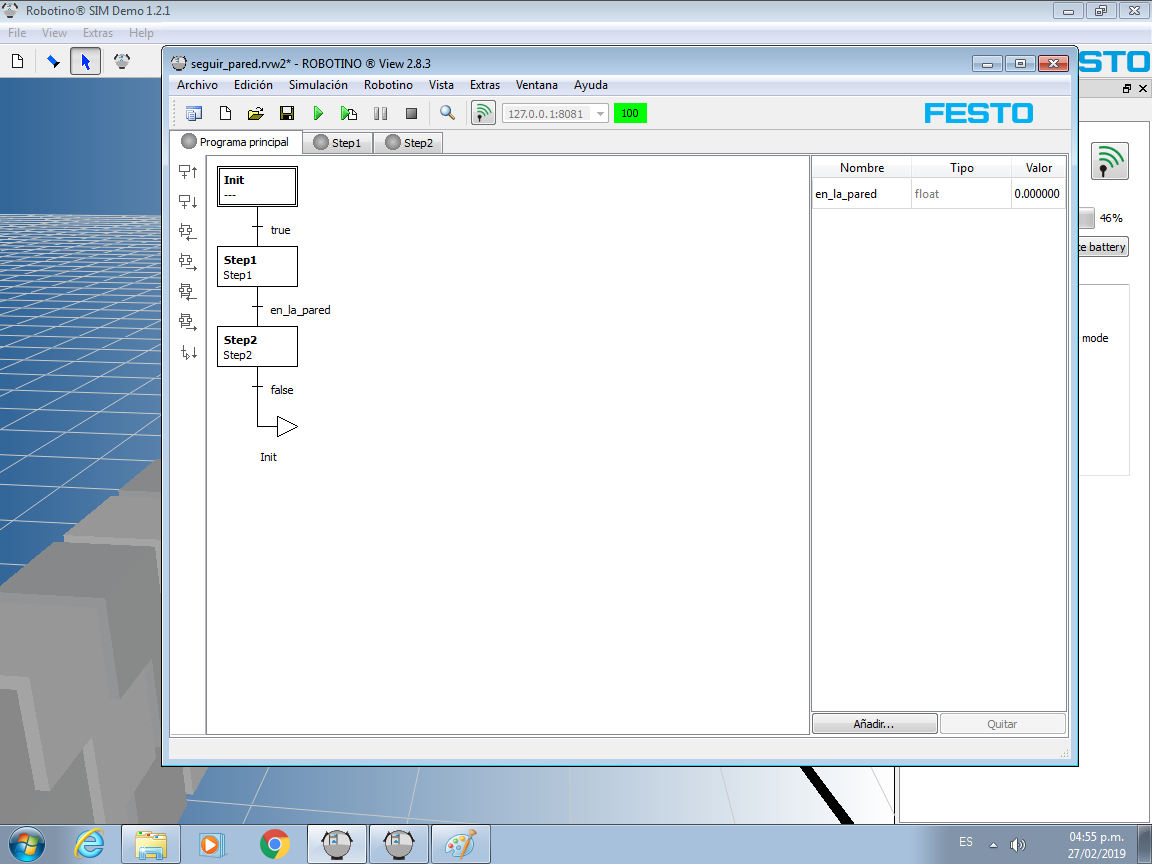 Robotino® SIM Demo 1.2.1
File View Extras Help
STO
seguir_pared.rvw2* - ROBOTINO ® View 2.8.3
Archivo Edición Simulación Robotino Vista Extras Ventana Ayuda
127.0.0.1:8081 100
FESTO
Programa principal Step1 Step2
Init
---
true
Step1
Step1
en_la_pared
Step2
Step2
false
Init
Nombre Tipo Valor
en_la_pared float 0.000000
Añadir... Quitar
46%
te battery
mode
ES
04:55 p.m.
27/02/2019